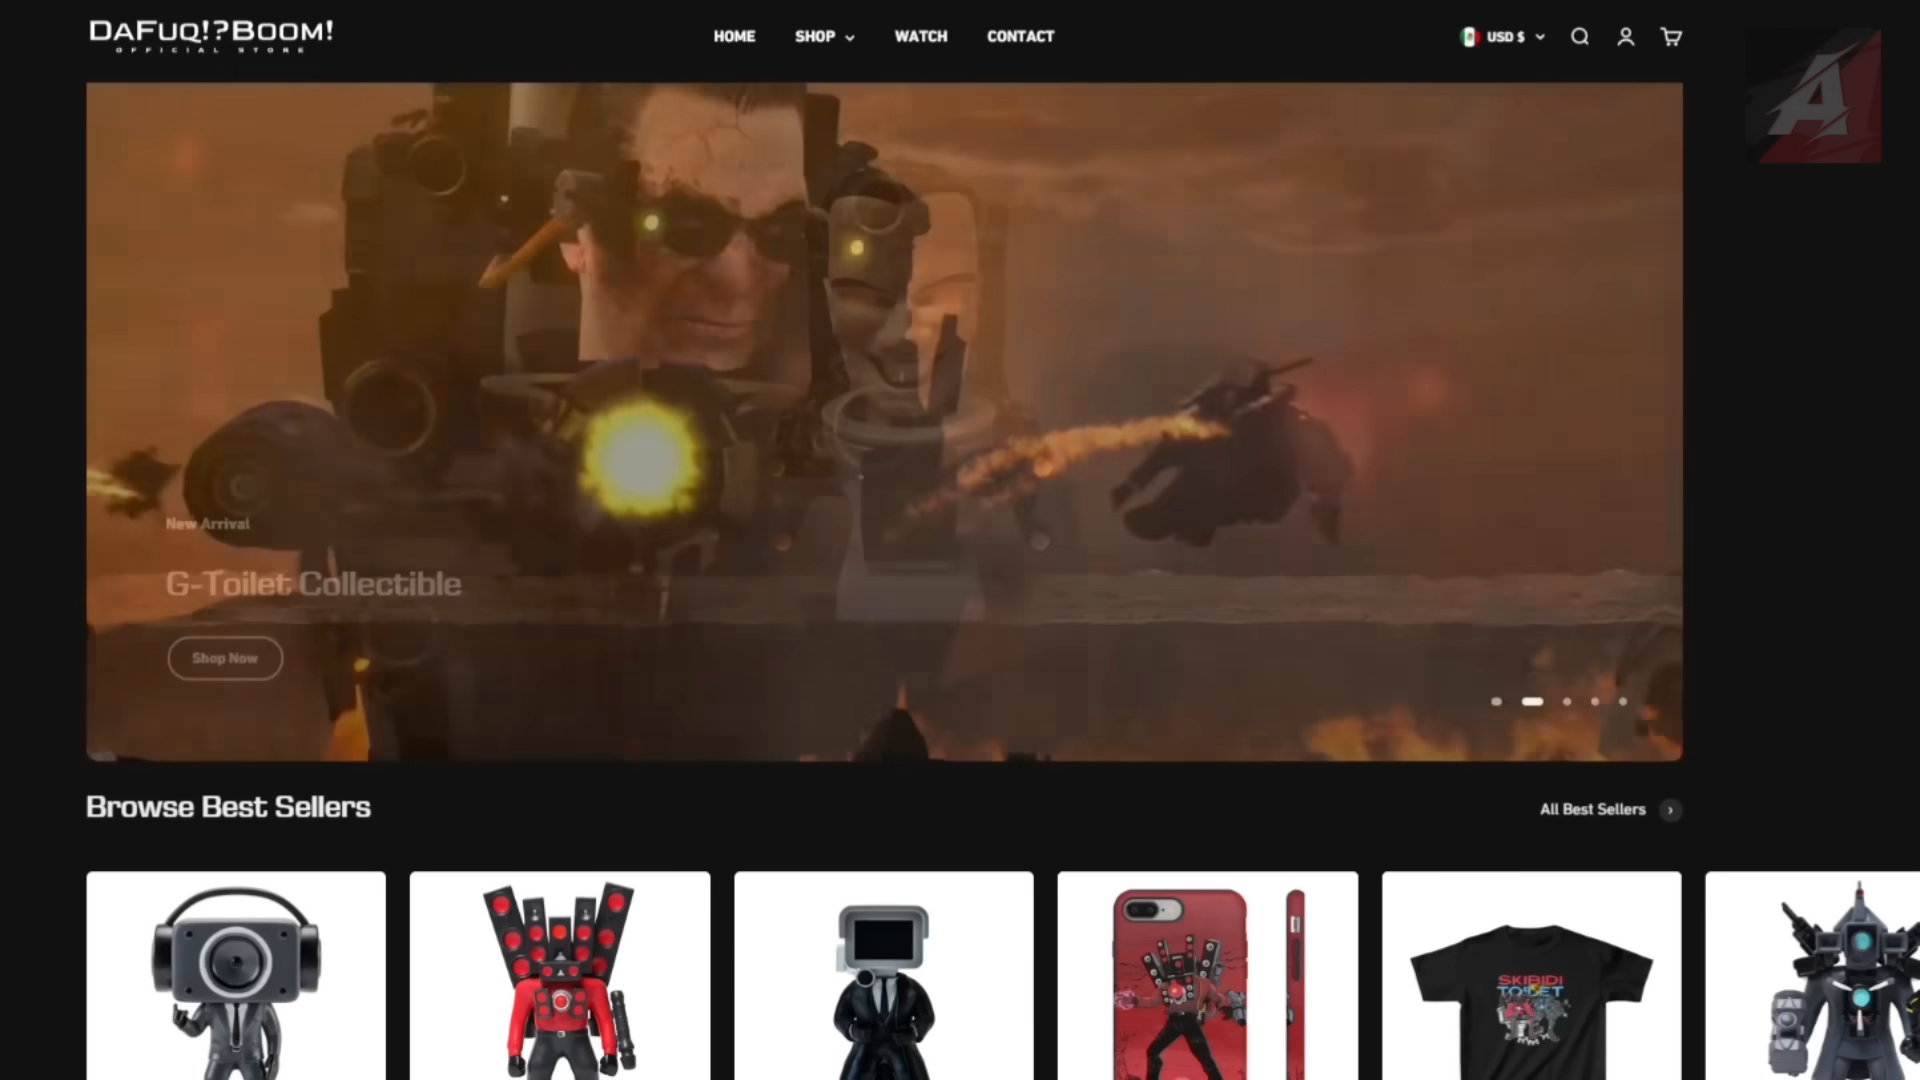 DAFUQ!?BOOM!
OFFICIAL STORE
HOME SHOP WATCH CONTACT
USD $
A
New Arrival
G-Toilet Collectible
Shop Now
Browse Best Sellers
All Best Sellers
SKIBIDI
TOILET